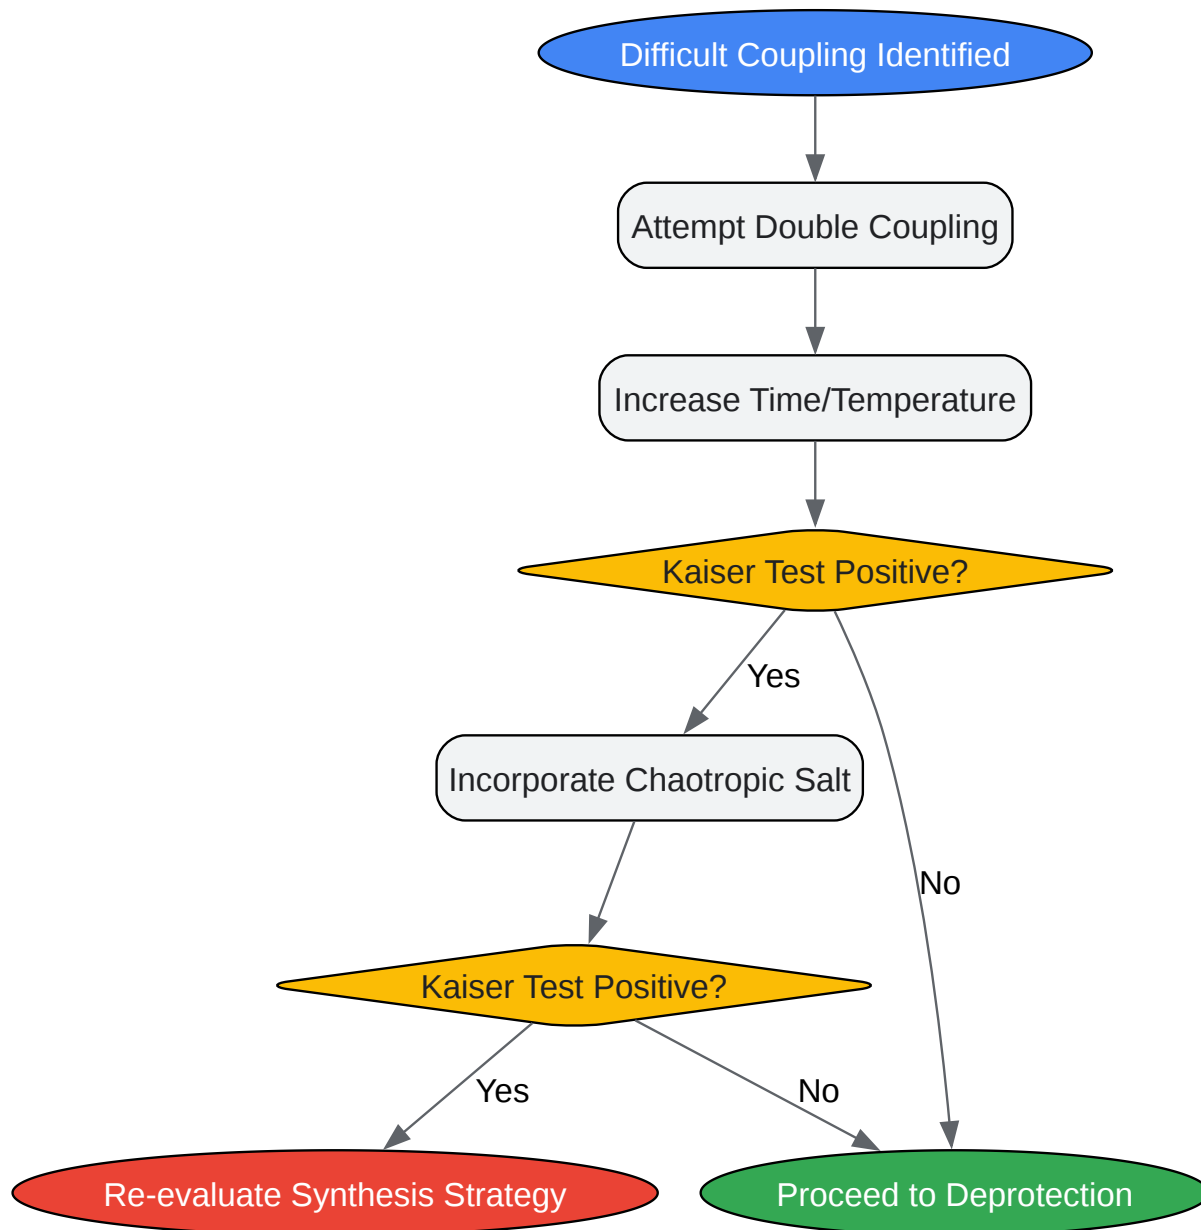 Difficult Coupling Identified
Attempt Double Coupling
Increase Time/Temperature
Kaiser Test Positive?
Yes
Incorporate Chaotropic Salt
No
Kaiser Test Positive?
Yes
No
Re-evaluate Synthesis Strategy
Proceed to Deprotection